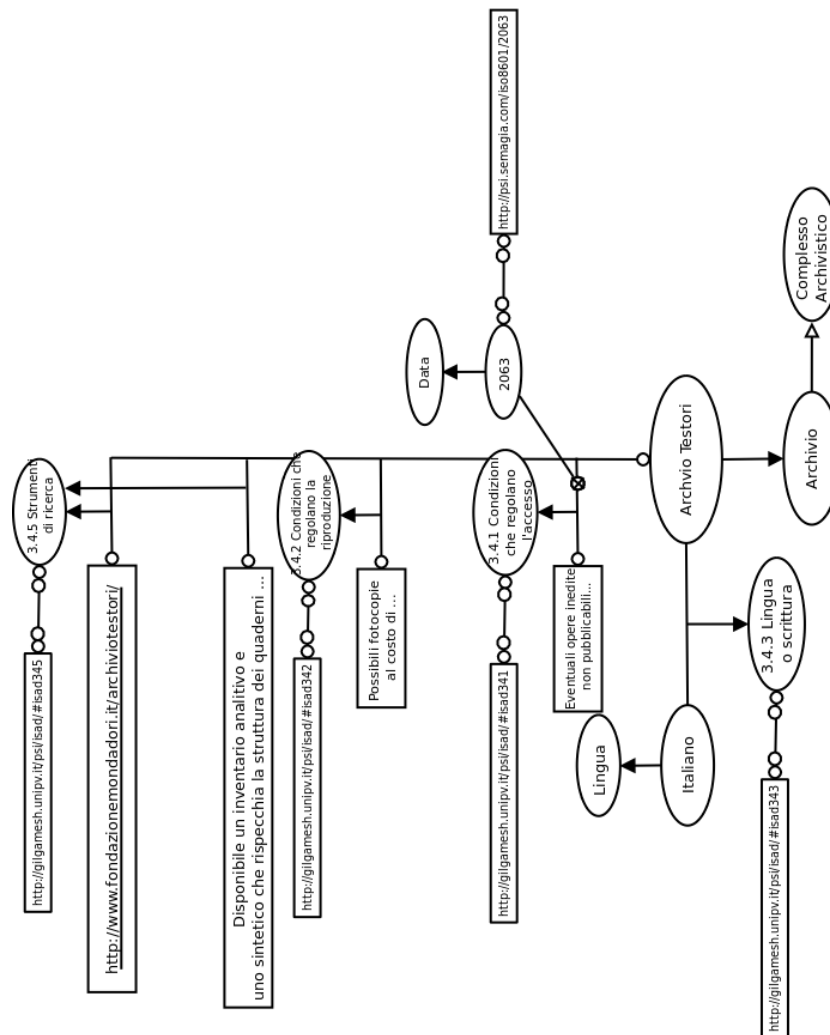 3.4.5 Strumenti
di ricerca
http://gilgamesh.unipv.it/psi/isad/#isad345
http://www.fondazionemondadori.it/archiviotestori/
Disponibile un inventario analitivo e
uno sintetico che rispecchia la struttura dei quaderni ...
3.4.2 Condizioni che
regolano la
riproduzione
http://gilgamesh.unipv.it/psi/isad/#isad342
Possibili fotocopie
al costo di ...
Data
2063
http://psi.semagia.com/iso8601/2063
3.4.1 Condizioni
che regolano
l'accesso
http://gilgamesh.unipv.it/psi/isad/#isad341
Eventuali opere inedite
non pubblicabili...
Lingua
Italiano
Archvio Testori
3.4.3 Lingua
o scrittura
http://gilgamesh.unipv.it/psi/isad/#isad343
Archivio
Complesso
Archivistico